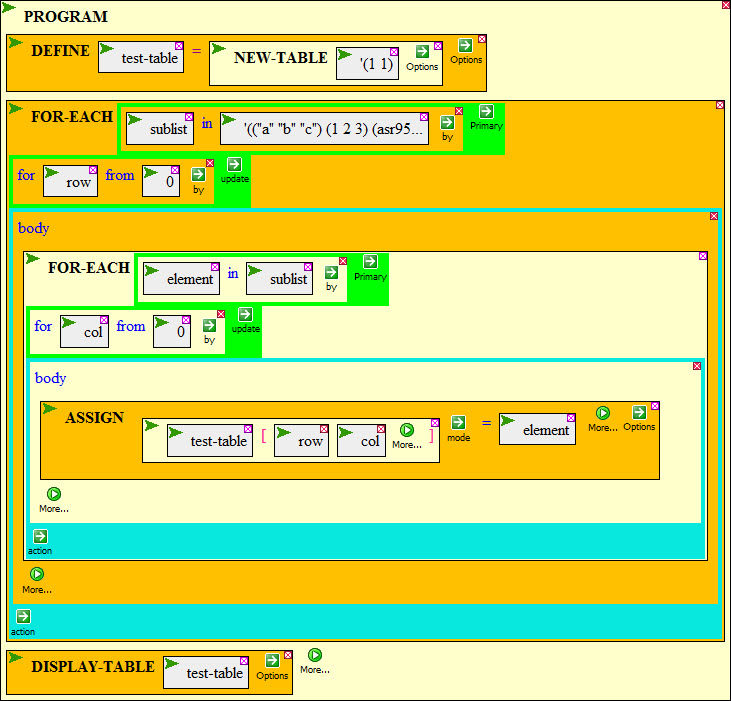 PROGRAM
DEFINE test-table = NEW-TABLE '(1 1) Options Options
FOR-EACH sublist in '(("a" "b" "c") (1 2 3) (asr95... by Primary
for row from 0 by update
body
FOR-EACH element in sublist by Primary
for col from 0 by update
body
ASSIGN test-table [ row col More... ] mode = element More... Options
More...
action
More...
action
DISPLAY-TABLE test-table Options More...